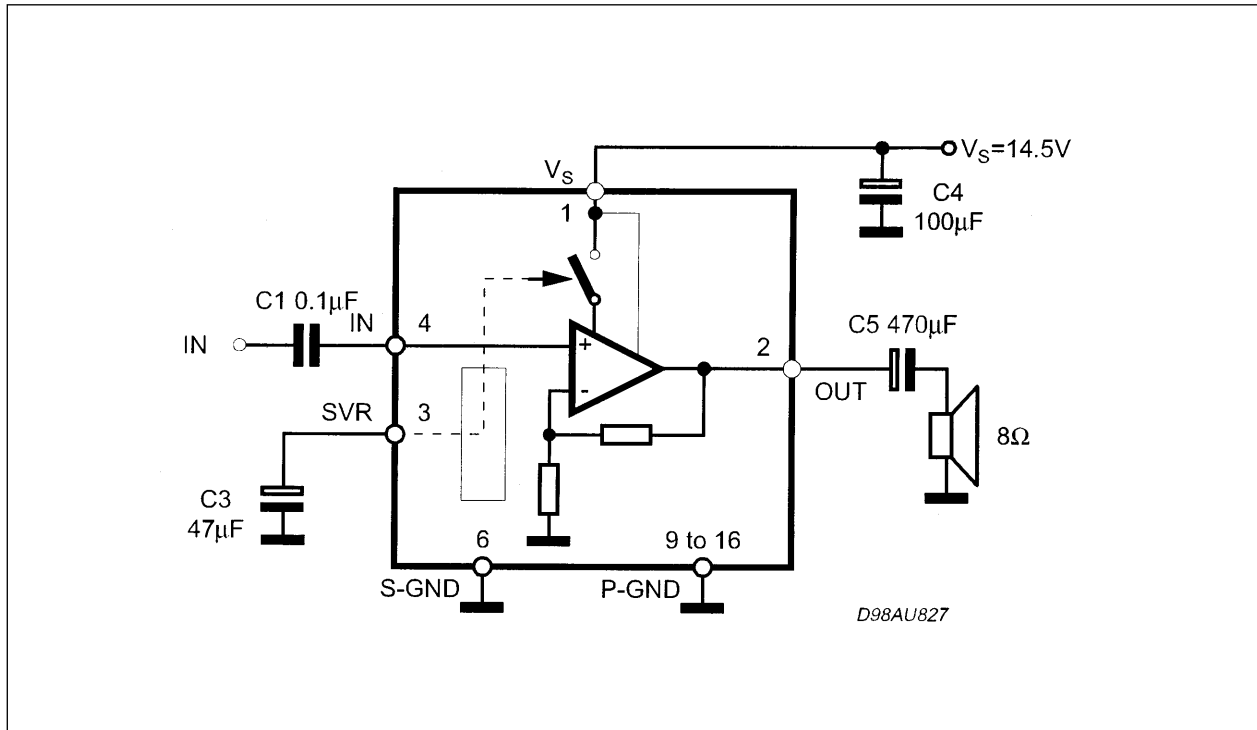 V_S=14.5V
V_S
C4
100µF
1
C1 0.1µF
IN
IN
4
+
-
C5 470µF
2
OUT
8Ω
SVR
3
C3
47µF
6
9 to 16
S-GND
P-GND
D98AU827